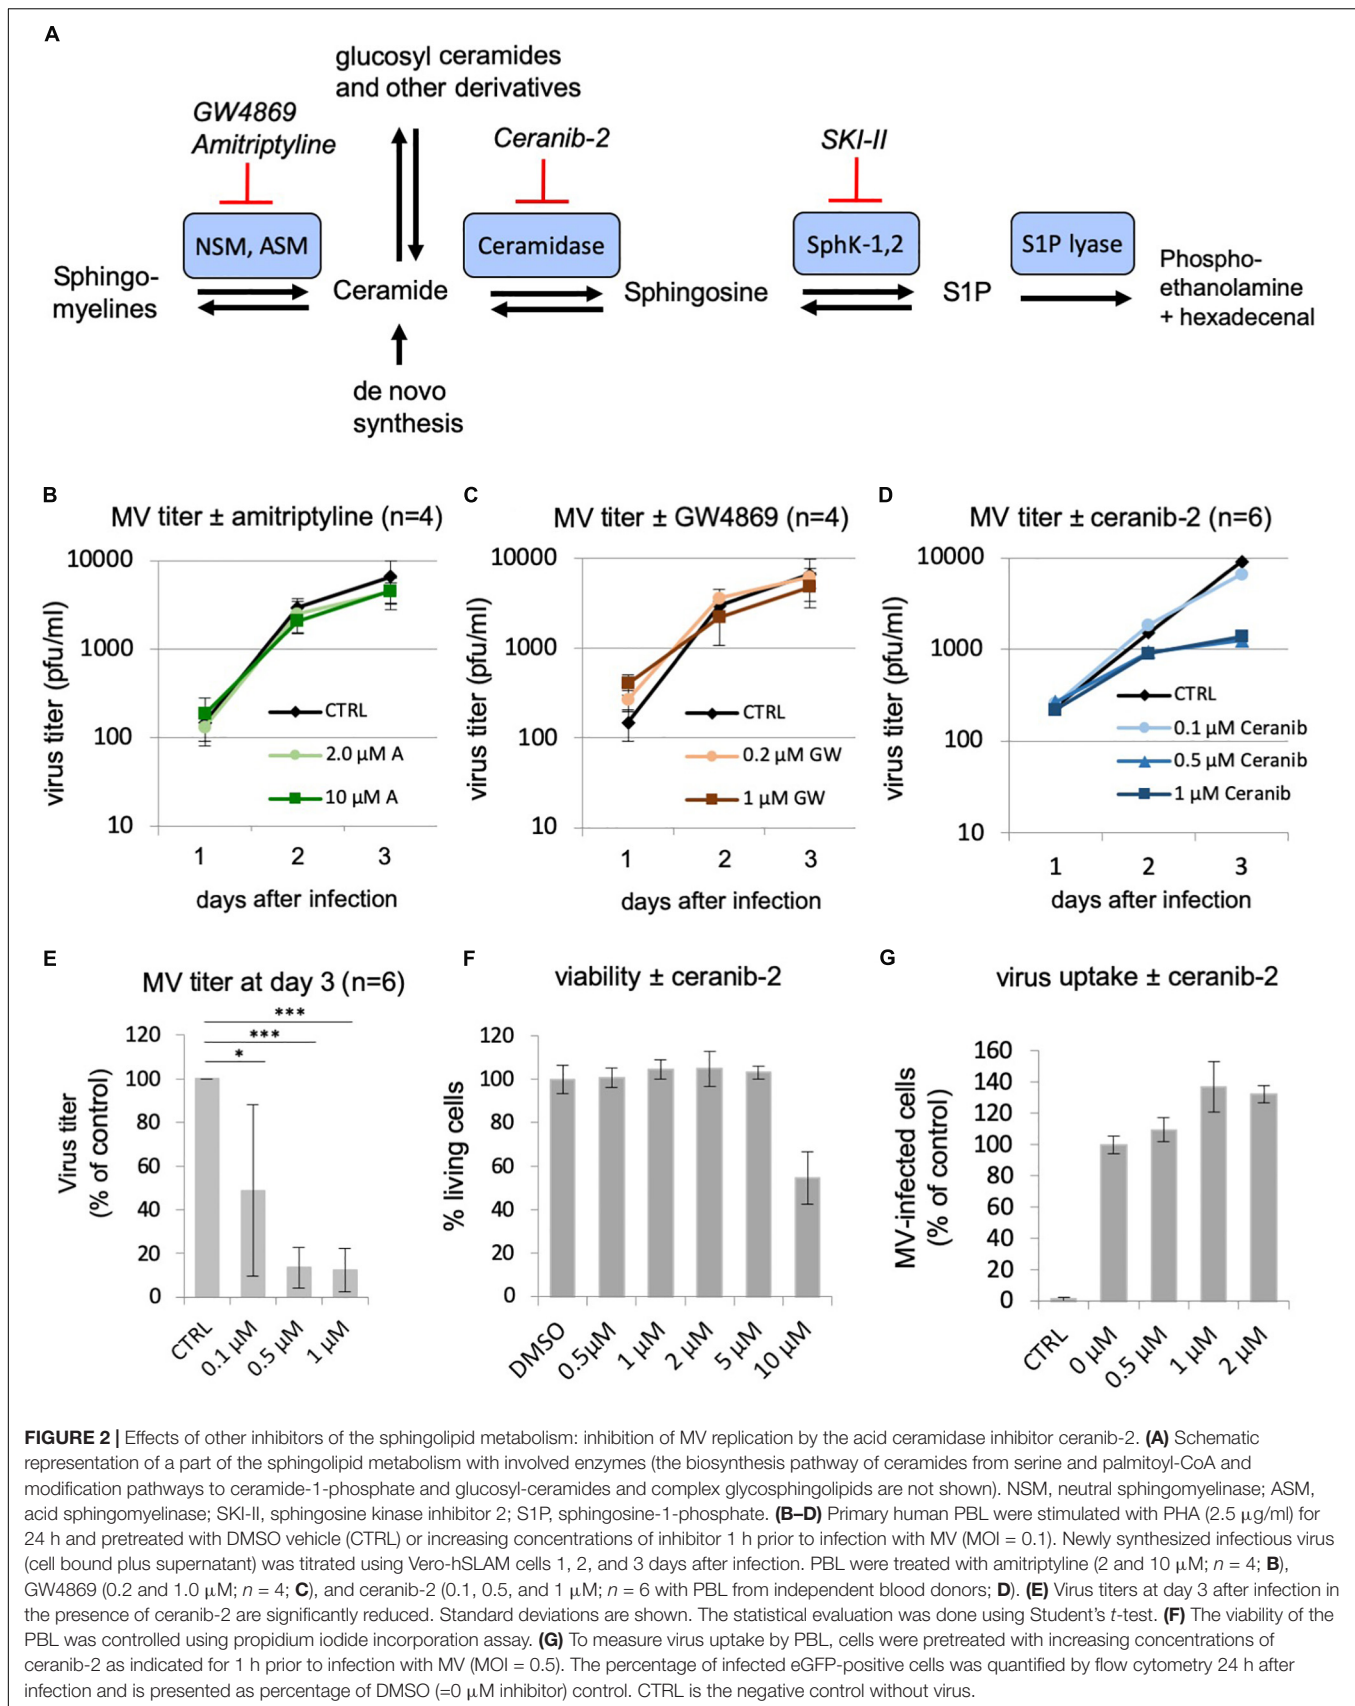 A
glucosyl ceramides
and other derivatives
GW4869
Amitriptyline
Ceranib-2
SKI-II
NSM, ASM
Ceramidase
SphK-1,2
S1P lyase
Sphingo-
myelines
Ceramide
Sphingosine
S1P
Phospho-
ethanolamine
+ hexadecenal
de novo
synthesis
B
MV titer ± amitriptyline (n=4)
virus titer (pfu/ml)
10000
1000
100
10
CTRL
2.0 µM A
10 µM A
1 2 3
days after infection
C
MV titer ± GW4869 (n=4)
virus titer (pfu/ml)
10000
1000
100
10
CTRL
0.2 µM GW
1 µM GW
1 2 3
days after infection
D
MV titer ± ceranib-2 (n=6)
virus titer (pfu/ml)
10000
1000
100
10
CTRL
0.1 µM Ceranib
0.5 µM Ceranib
1 µM Ceranib
1 2 3
days after infection
E
MV titer at day 3 (n=6)
Virus titer
(% of control)
120
100
80
60
40
20
0
***
***
*
CTRL
0.1 µM
0.5 µM
1 µM
F
viability ± ceranib-2
% living cells
120
100
80
60
40
20
0
DMSO
0.5µM
1 µM
2 µM
5 µM
10 µM
G
virus uptake ± ceranib-2
MV-infected cells
(% of control)
160
140
120
100
80
60
40
20
0
CTRL
0 µM
0.5 µM
1 µM
2 µM
FIGURE 2 | Effects of other inhibitors of the sphingolipid metabolism: inhibition of MV replication by the acid ceramidase inhibitor ceranib-2. (A) Schematic
representation of a part of the sphingolipid metabolism with involved enzymes (the biosynthesis pathway of ceramides from serine and palmitoyl-CoA and
modification pathways to ceramide-1-phosphate and glucosyl-ceramides and complex glycosphingolipids are not shown). NSM, neutral sphingomyelinase; ASM,
acid sphingomyelinase; SKI-II, sphingosine kinase inhibitor 2; S1P, sphingosine-1-phosphate. (B–D) Primary human PBL were stimulated with PHA (2.5 µg/ml) for
24 h and pretreated with DMSO vehicle (CTRL) or increasing concentrations of inhibitor 1 h prior to infection with MV (MOI = 0.1). Newly synthesized infectious virus
(cell bound plus supernatant) was titrated using Vero-hSLAM cells 1, 2, and 3 days after infection. PBL were treated with amitriptyline (2 and 10 µM; n = 4; B),
GW4869 (0.2 and 1.0 µM; n = 4; C), and ceranib-2 (0.1, 0.5, and 1 µM; n = 6 with PBL from independent blood donors; D). (E) Virus titers at day 3 after infection in
the presence of ceranib-2 are significantly reduced. Standard deviations are shown. The statistical evaluation was done using Student's t-test. (F) The viability of the
PBL was controlled using propidium iodide incorporation assay. (G) To measure virus uptake by PBL, cells were pretreated with increasing concentrations of
ceranib-2 as indicated for 1 h prior to infection with MV (MOI = 0.5). The percentage of infected eGFP-positive cells was quantified by flow cytometry 24 h after
infection and is presented as percentage of DMSO (=0 µM inhibitor) control. CTRL is the negative control without virus.